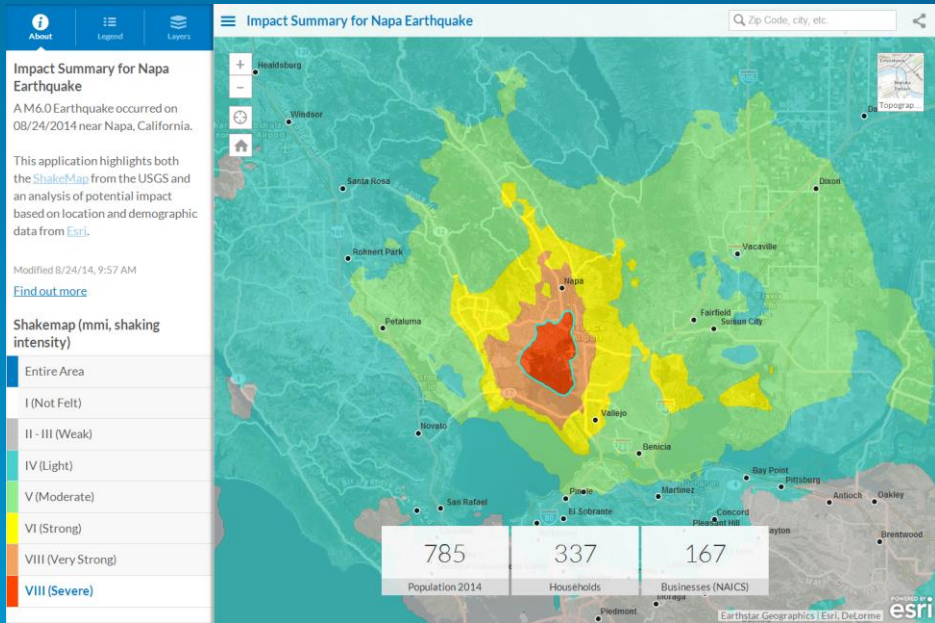 About
Legend
Layers
Impact Summary for Napa Earthquake
Zip Code, city, etc.
Impact Summary for Napa
Earthquake
A M6.0 Earthquake occurred on
08/24/2014 near Napa, California.
This application highlights both
the ShakeMap from the USGS and
an analysis of potential impact
based on location and demographic
data from Esri.
Modified 8/24/14, 9:57 AM
Find out more
Shakemap (mmi, shaking
intensity)
Entire Area
I (Not Felt)
II - III (Weak)
IV (Light)
V (Moderate)
VI (Strong)
VIII (Very Strong)
VIII (Severe)
+
−
Topograp...
Healdsburg
Windsor
Santa Rosa
Rohnert Park
Petaluma
Novato
San Rafael
Napa
Dixon
Vacaville
Fairfield
Suisun City
Vallejo
Benicia
Bay Point
Pittsburg
Antioch
Oakley
Brentwood
Martinez
Pinole
El Sobrante
Concord
Pleasant Hill
Moraga
Piedmont
785
Population 2014
337
Households
167
Businesses (NAICS)
Earthstar Geographics | Esri, DeLorme
POWERED BY
esri